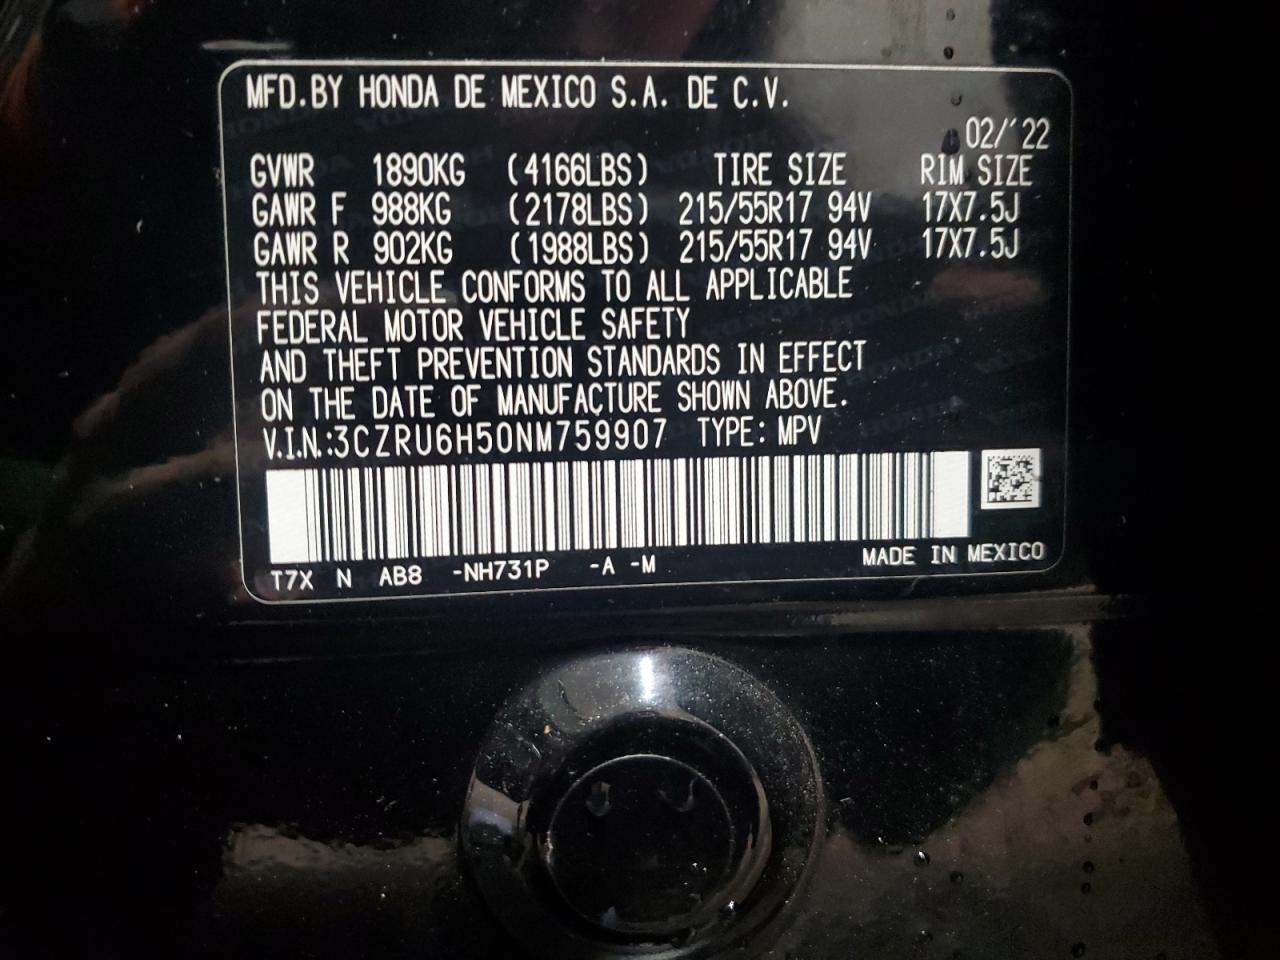 MFD.BY HONDA DE MEXICO S.A. DE C.V.
02/'22
GVWR 1890KG (4166LBS) TIRE SIZE RIM SIZE
GAWR F 988KG (2178LBS) 215/55R17 94V 17X7.5J
GAWR R 902KG (1988LBS) 215/55R17 94V 17X7.5J
THIS VEHICLE CONFORMS TO ALL APPLICABLE
FEDERAL MOTOR VEHICLE SAFETY
AND THEFT PREVENTION STANDARDS IN EFFECT
ON THE DATE OF MANUFACTURE SHOWN ABOVE.
V.I.N.:3CZRU6H50NM759907 TYPE: MPV
T7X N AB8 -NH731P -A -M MADE IN MEXICO